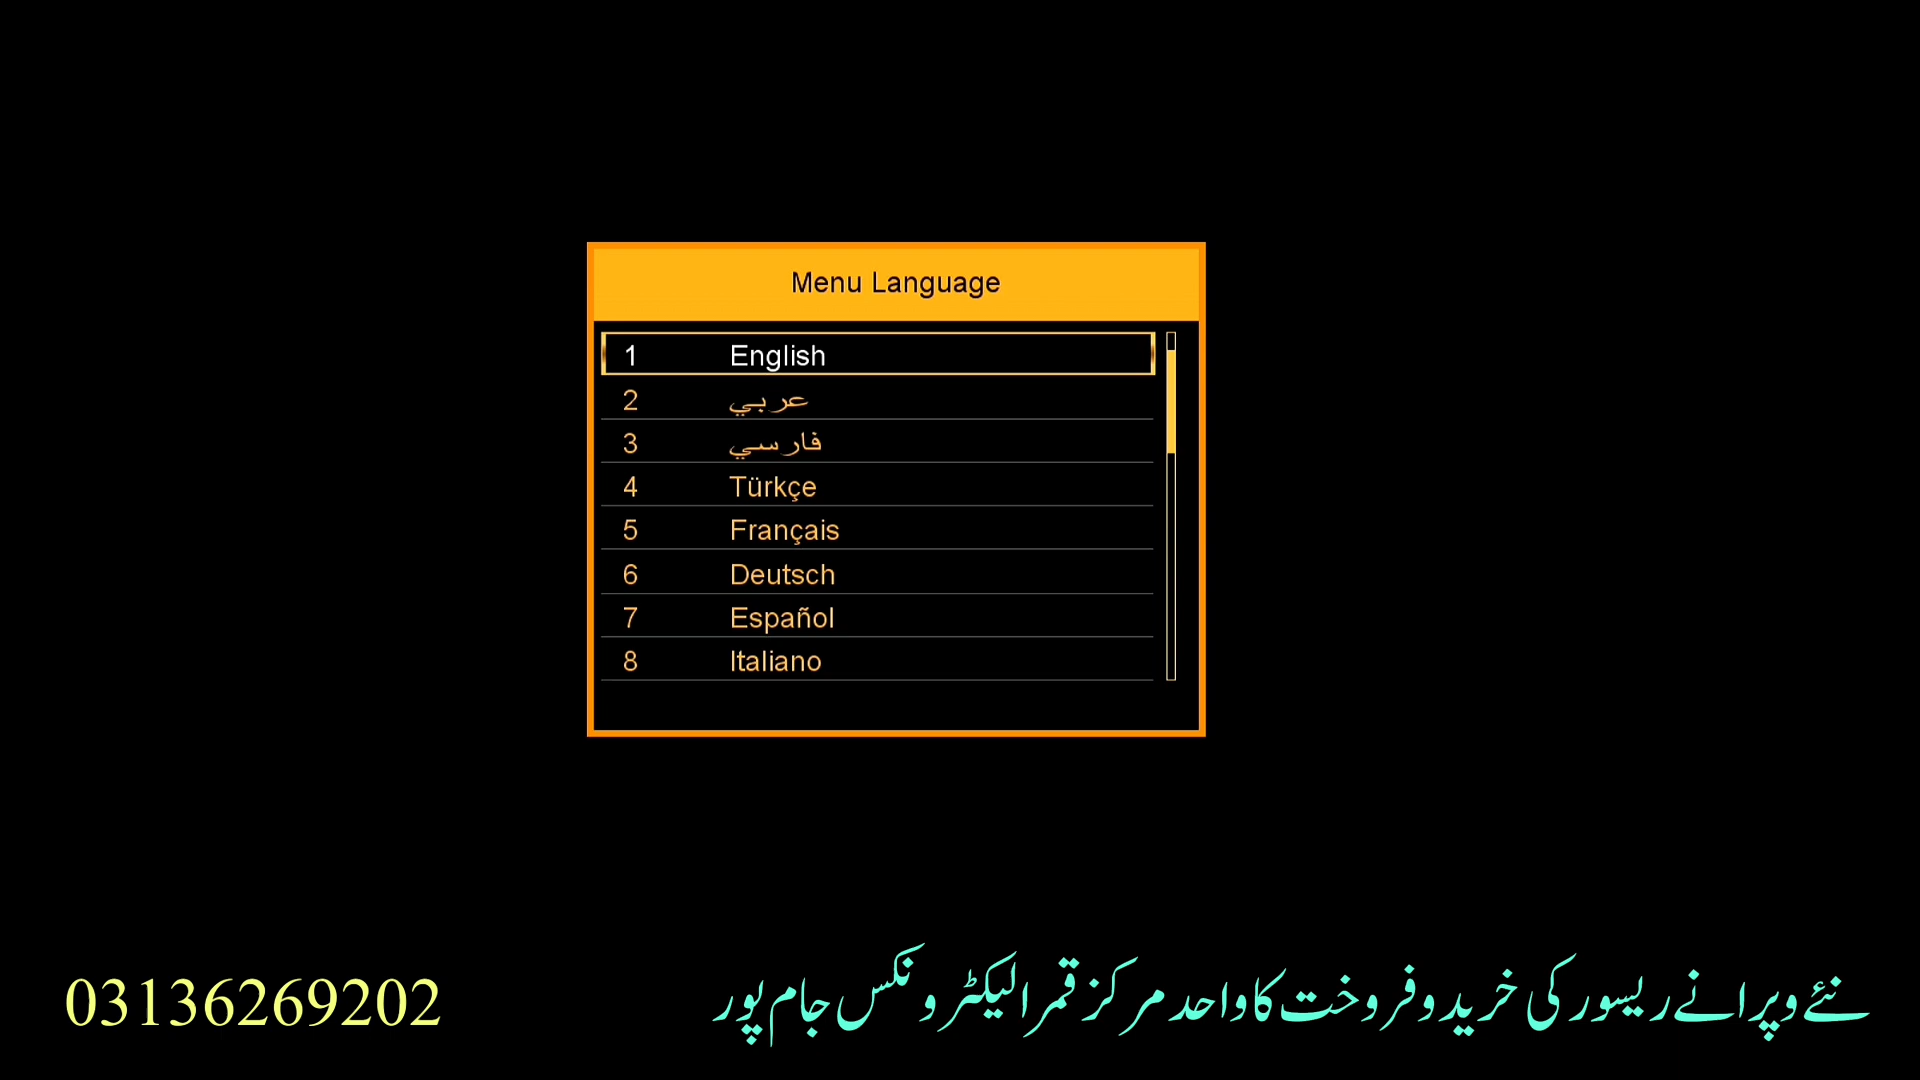 Menu Language
1 English
2 عربي
3 فارسي
4 Türkçe
5 Français
6 Deutsch
7 Español
8 Italiano
03136269202
نئے وپرانے ریسور کی خرید وفروخت کا واحد مرکز قمر الیکٹرونکس جام پور